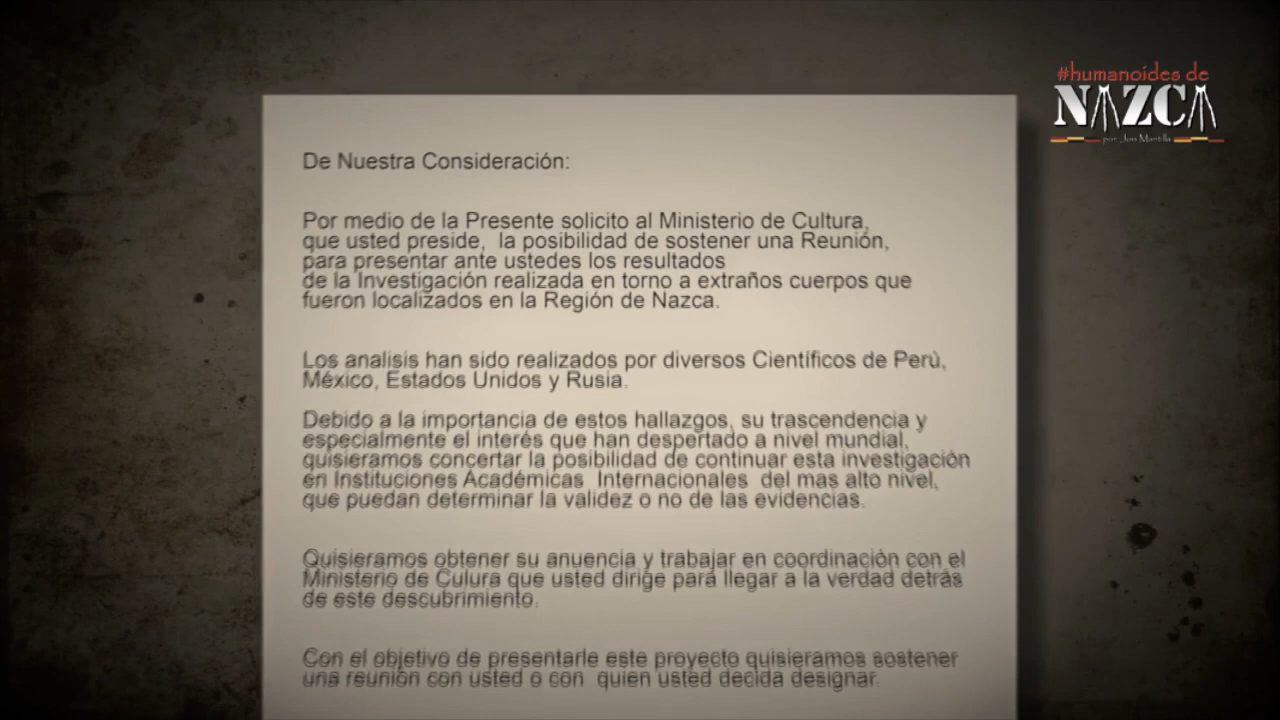 #humanoides de
NAZCA
por: Jois Mantilla
De Nuestra Consideración:
Por medio de la Presente solicito al Ministerio de Cultura,
que usted preside, la posibilidad de sostener una Reunión,
para presentar ante ustedes los resultados
de la Investigación realizada en torno a extraños cuerpos que
fueron localizados en la Región de Nazca.
Los analisis han sido realizados por diversos Científicos de Perú,
México, Estados Unidos y Rusia.
Debido a la importancia de estos hallazgos, su trascendencia y
especialmente el interés que han despertado a nivel mundial,
quisieramos concertar la posibilidad de continuar esta investigación
en Instituciones Académicas Internacionales del mas alto nivel,
que puedan determinar la validez o no de las evidencias.
Quisieramos obtener su anuencia y trabajar en coordinación con el
Ministerio de Culura que usted dirige para llegar a la verdad detrás
de este descubrimiento.
Con el objetivo de presentarle este proyecto quisieramos sostener
una reunión con usted o con quien usted decida designar.